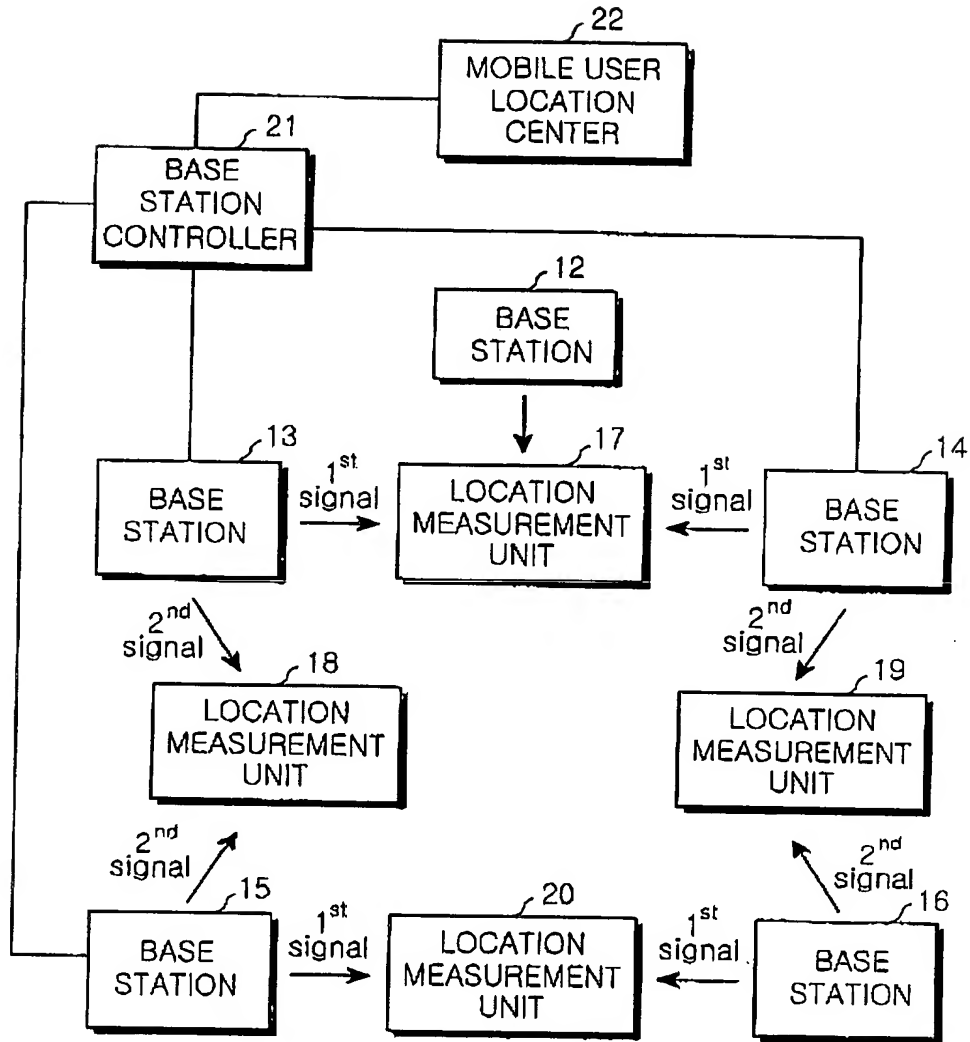 22
MOBILE USER
LOCATION
CENTER
21
BASE
STATION
CONTROLLER
12
BASE
STATION
13
BASE
STATION
1st
signal
17
LOCATION
MEASUREMENT
UNIT
1st
signal
14
BASE
STATION
2nd
signal
2nd
signal
18
LOCATION
MEASUREMENT
UNIT
19
LOCATION
MEASUREMENT
UNIT
2nd
signal
2nd
signal
15
BASE
STATION
1st
signal
20
LOCATION
MEASUREMENT
UNIT
1st
signal
16
BASE
STATION